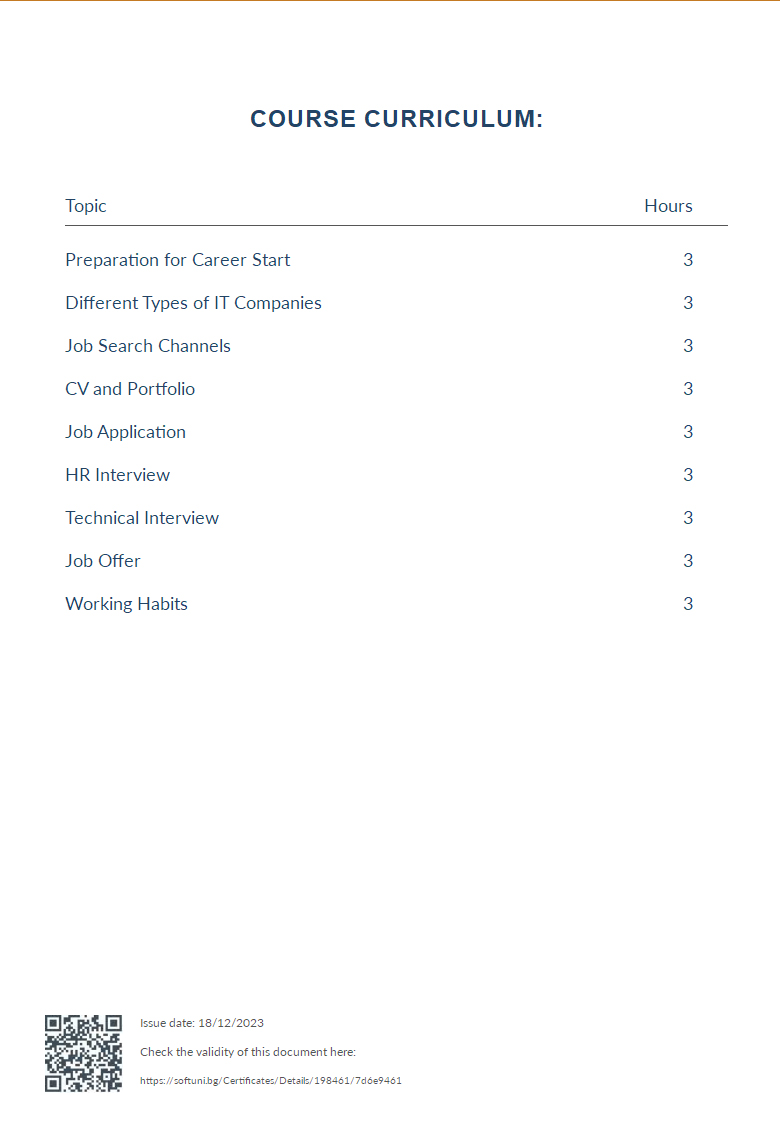 COURSE CURRICULUM:
Topic Hours
Preparation for Career Start 3
Different Types of IT Companies 3
Job Search Channels 3
CV and Portfolio 3
Job Application 3
HR Interview 3
Technical Interview 3
Job Offer 3
Working Habits 3
Issue date: 18/12/2023
Check the validity of this document here:
https://softuni.bg/Certificates/Details/198461/7d6e9461